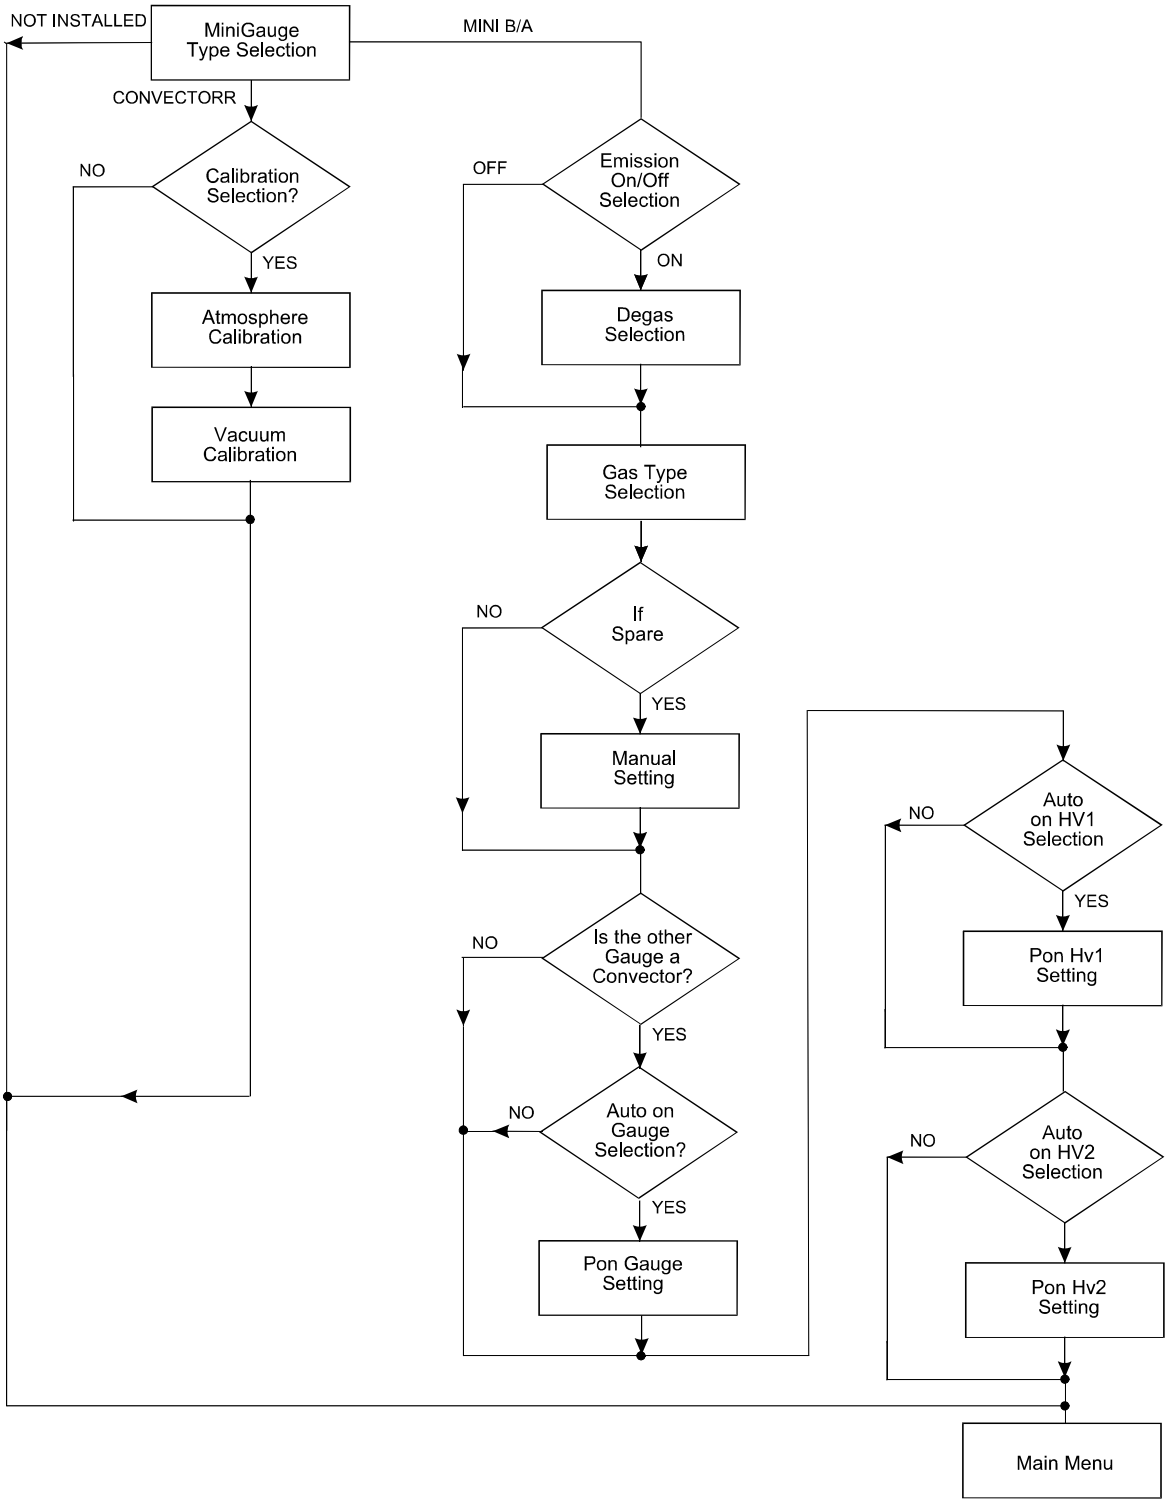 NOT INSTALLED
MiniGauge
Type Selection
MINI B/A
CONVECTORR
NO
Calibration
Selection?
YES
Atmosphere
Calibration
Vacuum
Calibration
OFF
Emission
On/Off
Selection
ON
Degas
Selection
Gas Type
Selection
NO
If
Spare
YES
Manual
Setting
NO
Is the other
Gauge a
Convector?
YES
NO
Auto on
Gauge
Selection?
YES
Pon Gauge
Setting
NO
Auto
on HV1
Selection
YES
Pon Hv1
Setting
NO
Auto
on HV2
Selection
Pon Hv2
Setting
Main Menu